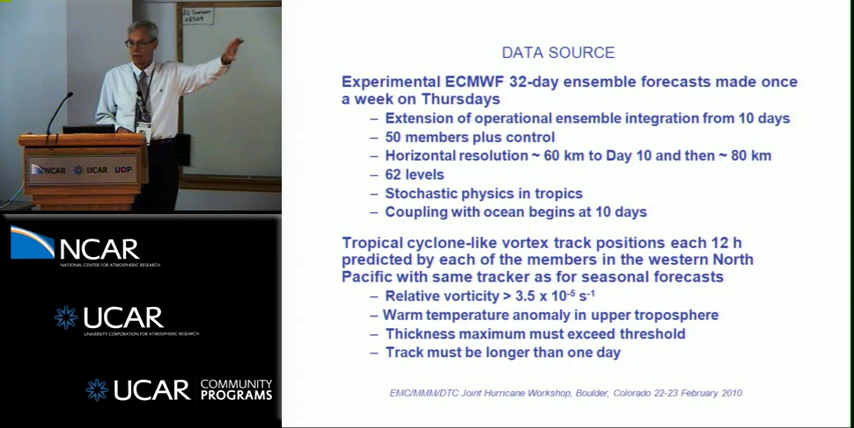 DATA SOURCE
Experimental ECMWF 32-day ensemble forecasts made once
a week on Thursdays
– Extension of operational ensemble integration from 10 days
– 50 members plus control
– Horizontal resolution ~ 60 km to Day 10 and then ~ 80 km
– 62 levels
– Stochastic physics in tropics
– Coupling with ocean begins at 10 days
Tropical cyclone-like vortex track positions each 12 h
predicted by each of the members in the western North
Pacific with same tracker as for seasonal forecasts
– Relative vorticity > 3.5 x 10⁻⁵ s⁻¹
– Warm temperature anomaly in upper troposphere
– Thickness maximum must exceed threshold
– Track must be longer than one day
EMC/MMM/DTC Joint Hurricane Workshop, Boulder, Colorado 22-23 February 2010
NCAR UCAR UOP
NCAR
NATIONAL CENTER FOR ATMOSPHERIC RESEARCH
UCAR
UNIVERSITY CORPORATION FOR ATMOSPHERIC RESEARCH
UCAR COMMUNITY
PROGRAMS